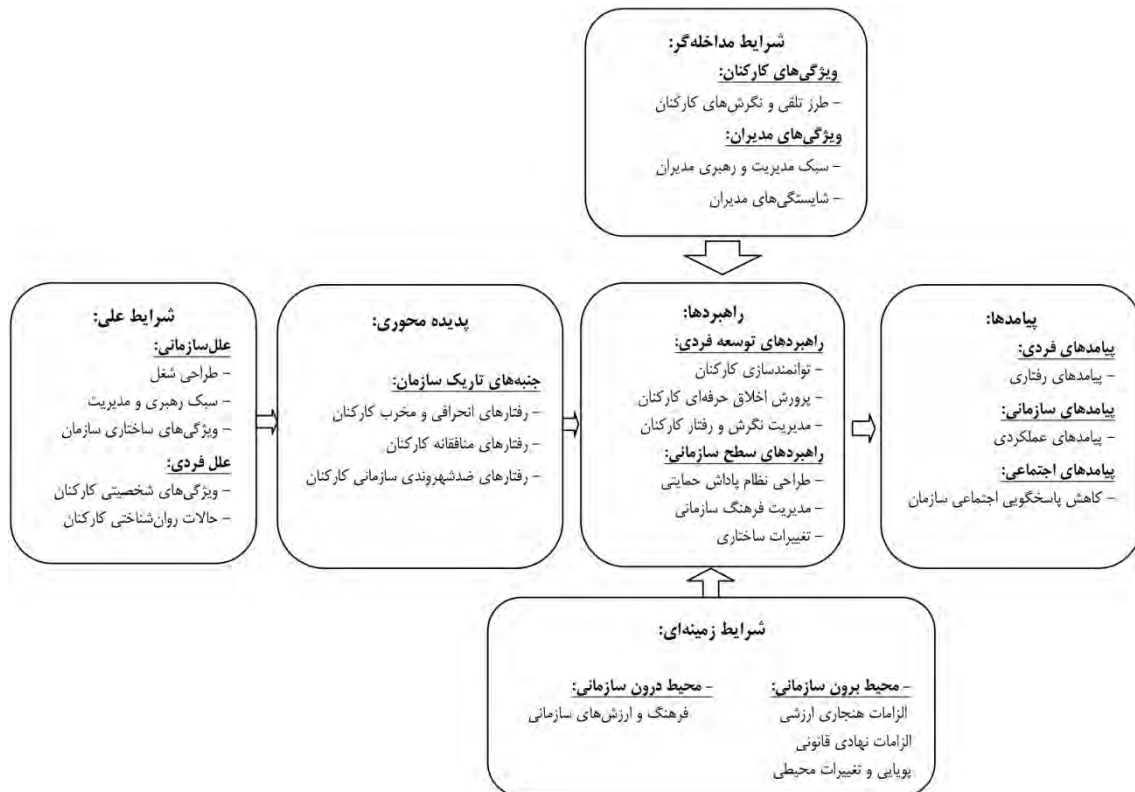 شرایط مداخله‌گر:
ویژگی‌های کارکنان:
- طرز تلقی و نگرش‌های کارکنان
ویژگی‌های مدیران:
- سبک مدیریت و رهبری مدیران
- شایستگی‌های مدیران
شرایط علی:
علل‌سازمانی:
- طراحی شغل
- سبک رهبری و مدیریت
- ویژگی‌های ساختاری سازمان
علل فردی:
- ویژگی‌های شخصیتی کارکنان
- حالات روان‌شناختی کارکنان
پدیده محوری:
جنبه‌های تاریک سازمان:
- رفتارهای انحرافی و مخرب کارکنان
- رفتارهای منافقانه کارکنان
- رفتارهای ضدشهروندی سازمانی کارکنان
راهبردها:
راهبردهای توسعه فردی:
- توانمندسازی کارکنان
- پرورش اخلاق حرفه‌ای کارکنان
- مدیریت نگرش و رفتار کارکنان
راهبردهای سطح سازمانی:
- طراحی نظام پاداش حمایتی
- مدیریت فرهنگ سازمانی
- تغییرات ساختاری
پیامدها:
پیامدهای فردی:
- پیامدهای رفتاری
پیامدهای سازمانی:
- پیامدهای عملکردی
پیامدهای اجتماعی:
- کاهش پاسخگویی اجتماعی سازمان
شرایط زمینه‌ای:
- محیط برون سازمانی:
الزامات هنجاری ارزشی
الزامات نهادی قانونی
پویایی و تغییرات محیطی
- محیط درون سازمانی:
فرهنگ و ارزش‌های سازمانی